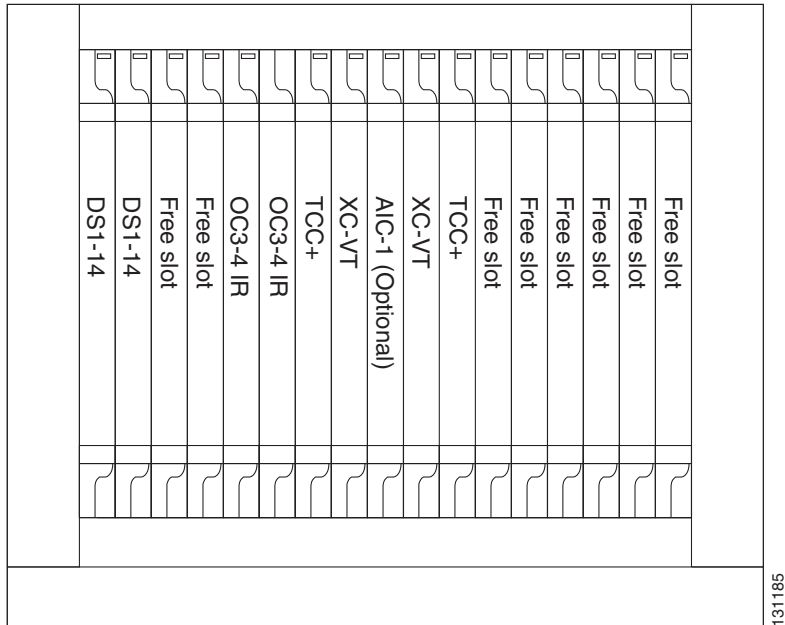 DS1-14
DS1-14
Free slot
Free slot
OC3-4 IR
OC3-4 IR
TCC+
XC-VT
AIC-1 (Optional)
XC-VT
TCC+
Free slot
Free slot
Free slot
Free slot
Free slot
Free slot
131185